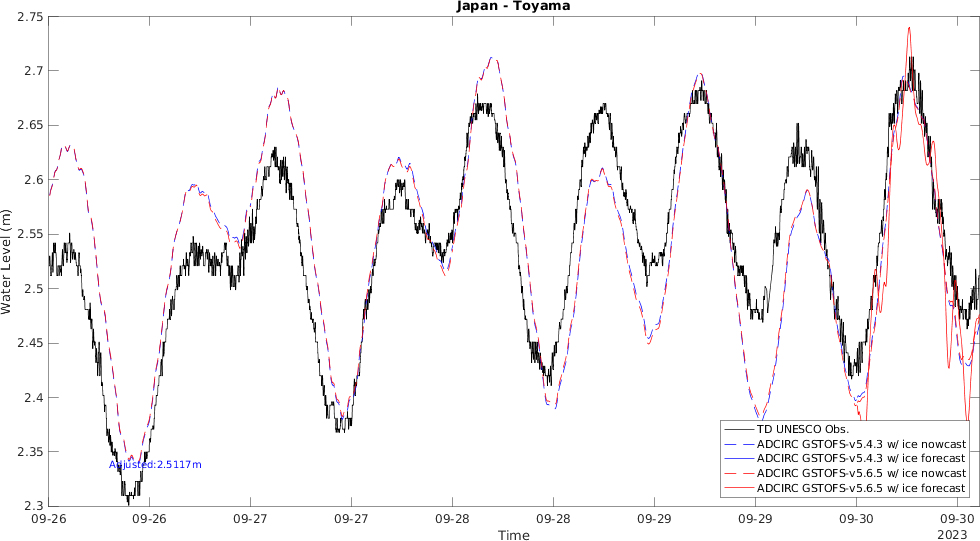 Japan - Toyama
2.75
2.7
2.65
2.6
2.55
2.5
2.45
2.4
2.35
2.3
Water Level (m)
Adjusted:2.5117m
TD UNESCO Obs.
ADCIRC GSTOFS-v5.4.3 w/ ice nowcast
ADCIRC GSTOFS-v5.4.3 w/ ice forecast
ADCIRC GSTOFS-v5.6.5 w/ ice nowcast
ADCIRC GSTOFS-v5.6.5 w/ ice forecast
09-26 09-26 09-27 09-27 09-28 09-28 09-29 09-29 09-30 09-30
Time
2023